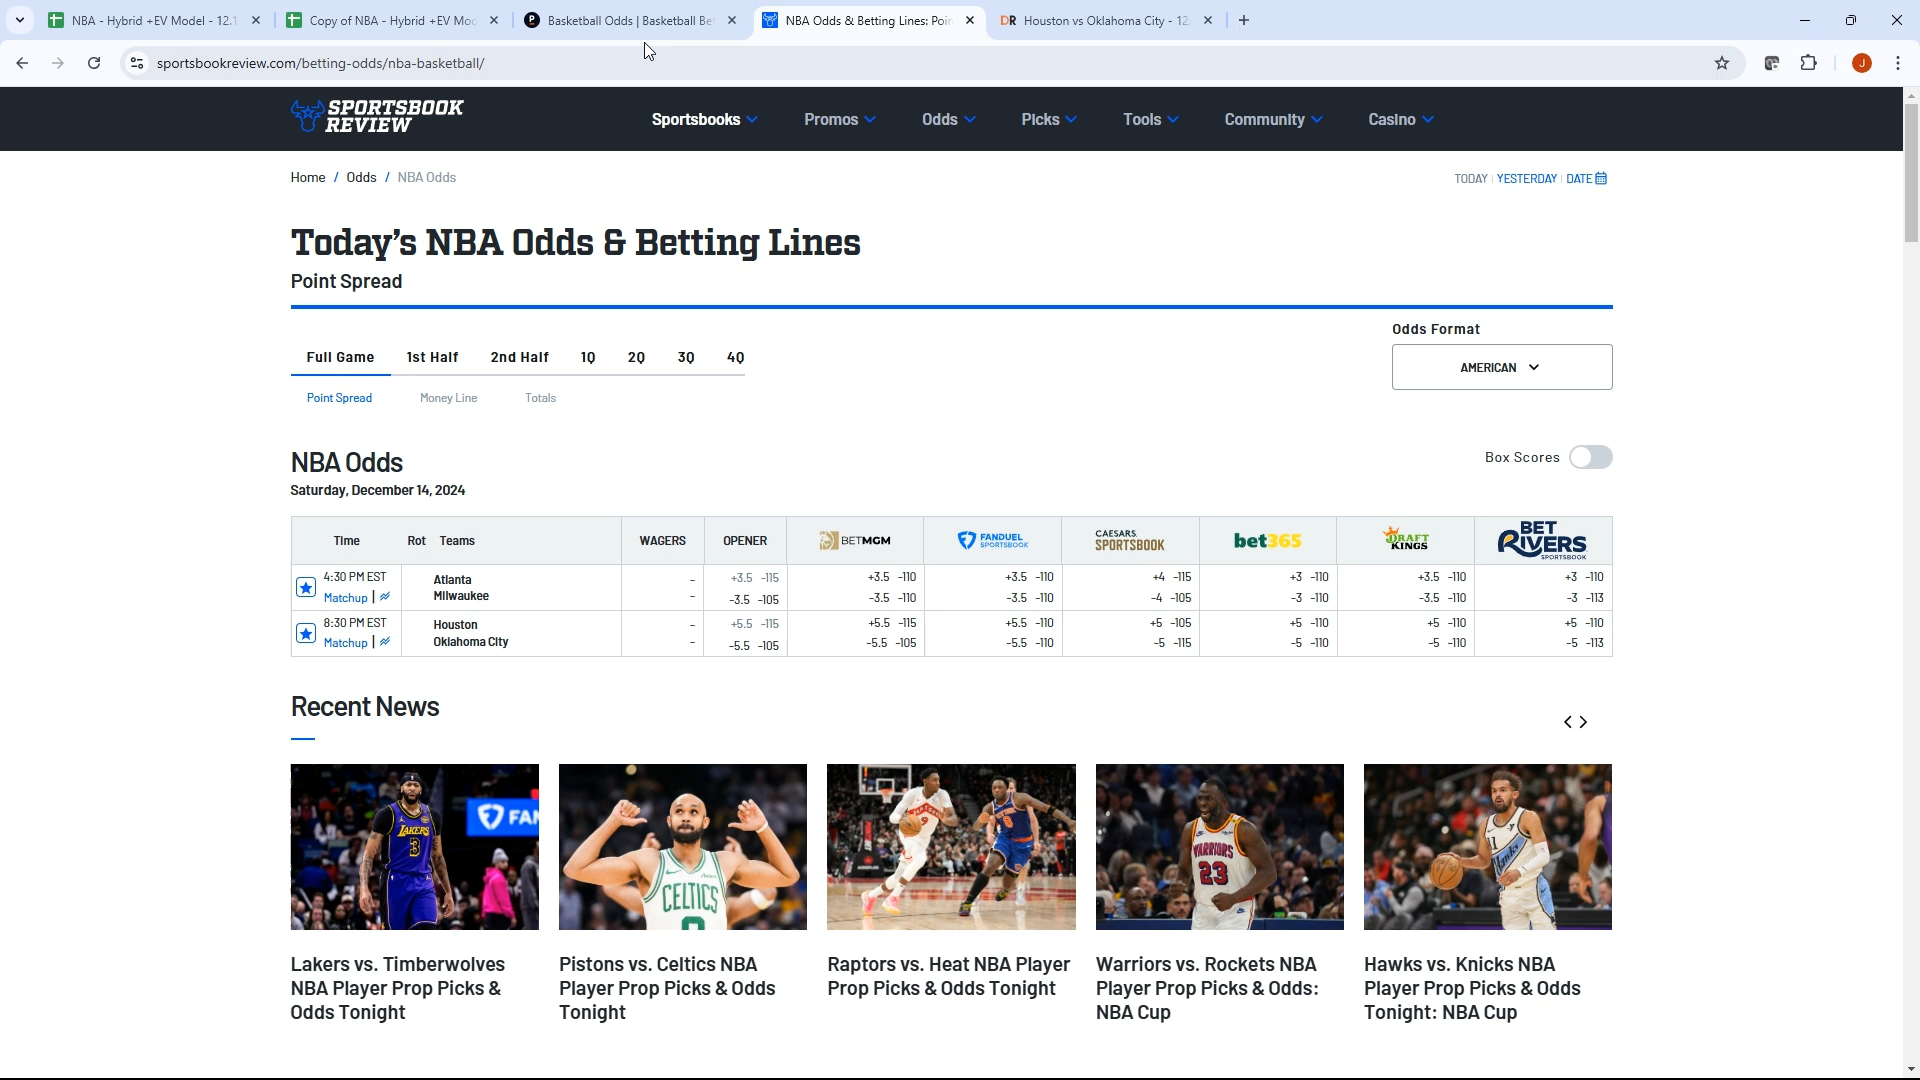 NBA - Hybrid +EV Model - 12.1
Copy of NBA - Hybrid +EV Mod
Basketball Odds | Basketball Be
NBA Odds & Betting Lines: Poin
DR Houston vs Oklahoma City - 12
sportsbookreview.com/betting-odds/nba-basketball/
J
SPORTSBOOK
REVIEW
Sportsbooks
Promos
Odds
Picks
Tools
Community
Casino
Home / Odds / NBA Odds
TODAY | YESTERDAY | DATE
Today's NBA Odds & Betting Lines
Point Spread
Odds Format
Full Game 1st Half 2nd Half 1Q 2Q 3Q 4Q
AMERICAN
Point Spread Money Line Totals
NBA Odds
Box Scores
Saturday, December 14, 2024
Time Rot Teams WAGERS OPENER BETMGM FANDUEL SPORTSBOOK CAESARS SPORTSBOOK bet365 DRAFT KINGS BET RIVERS SPORTSBOOK
4:30 PM EST Atlanta - +3.5 -115 +3.5 -110 +3.5 -110 +4 -115 +3 -110 +3.5 -110 +3 -110
Matchup | Milwaukee - -3.5 -105 -3.5 -110 -3.5 -110 -4 -105 -3 -110 -3.5 -110 -3 -113
8:30 PM EST Houston - +5.5 -115 +5.5 -115 +5.5 -110 +5 -105 +5 -110 +5 -110 +5 -110
Matchup | Oklahoma City - -5.5 -105 -5.5 -105 -5.5 -110 -5 -115 -5 -110 -5 -110 -5 -113
Recent News
LAKERS
3
FAN
CELTICS
9
WARRIORS
23
11
Lakers vs. Timberwolves
NBA Player Prop Picks &
Odds Tonight
Pistons vs. Celtics NBA
Player Prop Picks & Odds
Tonight
Raptors vs. Heat NBA Player
Prop Picks & Odds Tonight
Warriors vs. Rockets NBA
Player Prop Picks & Odds:
NBA Cup
Hawks vs. Knicks NBA
Player Prop Picks & Odds
Tonight: NBA Cup